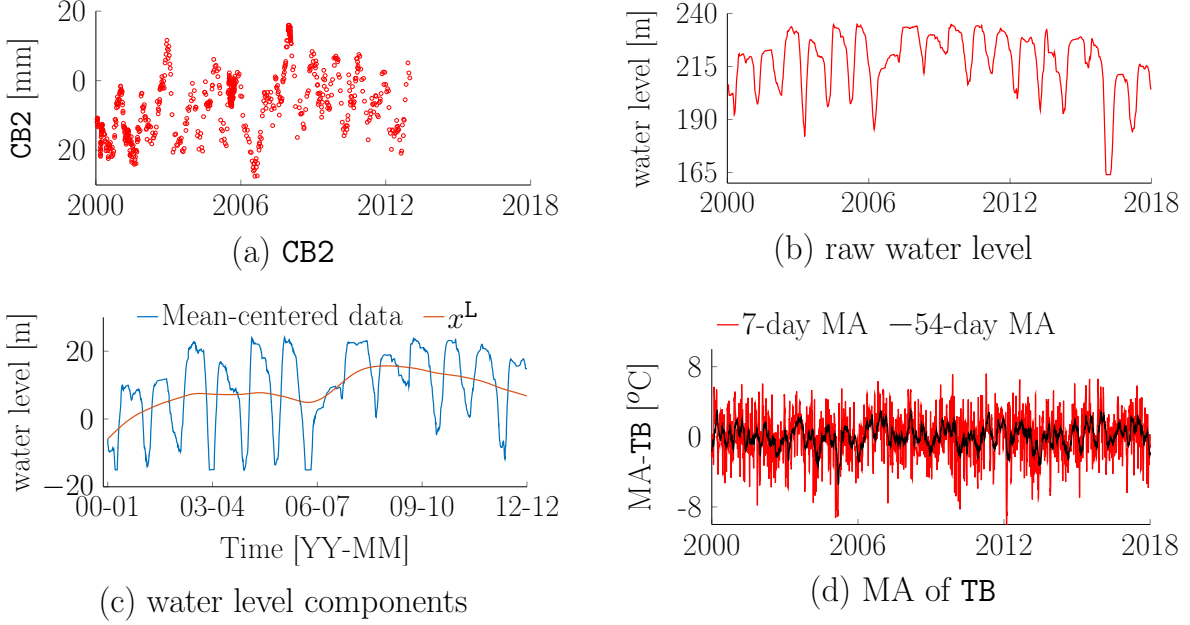 20
0
20
CB2 [mm]
2000 2006 2012 2018
(a) CB2
240
215
190
165
water level [m]
2000 2006 2012 2018
(b) raw water level
Mean-centered data x^L
20
0
−20
water level [m]
00-01 03-04 06-07 09-10 12-12
Time [YY-MM]
(c) water level components
7-day MA 54-day MA
8
0
-8
MA-TB [°C]
2000 2006 2012 2018
(d) MA of TB